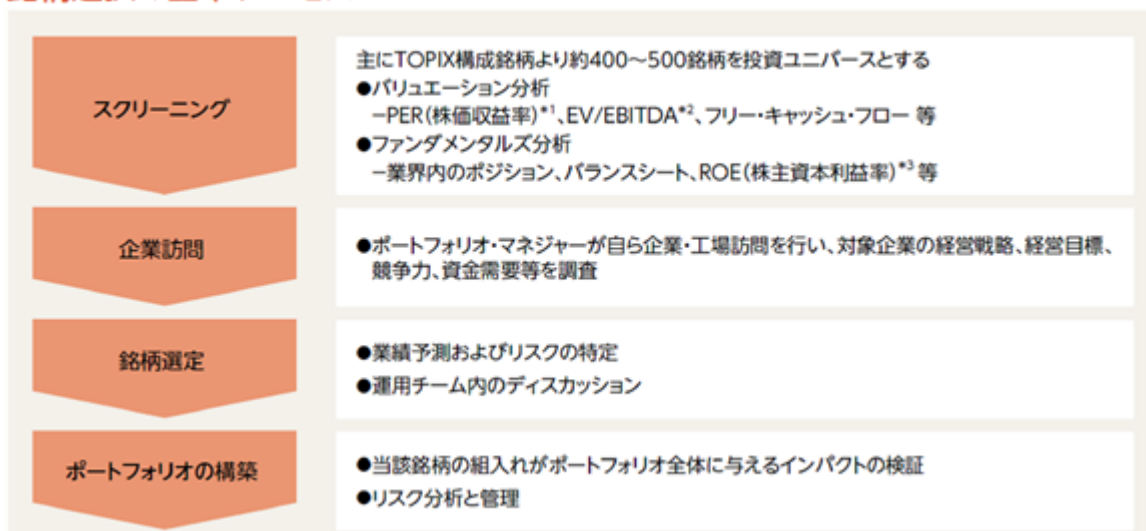 スクリーニング
主にTOPIX構成銘柄より約400〜500銘柄を投資ユニバースとする
●バリュエーション分析
−PER(株価収益率)*1、EV/EBITDA*2、フリー・キャッシュ・フロー 等
●ファンダメンタルズ分析
−業界内のポジション、バランスシート、ROE(株主資本利益率)*3 等
企業訪問
●ポートフォリオ・マネジャーが自ら企業・工場訪問を行い、対象企業の経営戦略、経営目標、
競争力、資金需要等を調査
銘柄選定
●業績予測およびリスクの特定
●運用チーム内のディスカッション
ポートフォリオの構築
●当該銘柄の組入れがポートフォリオ全体に与えるインパクトの検証
●リスク分析と管理